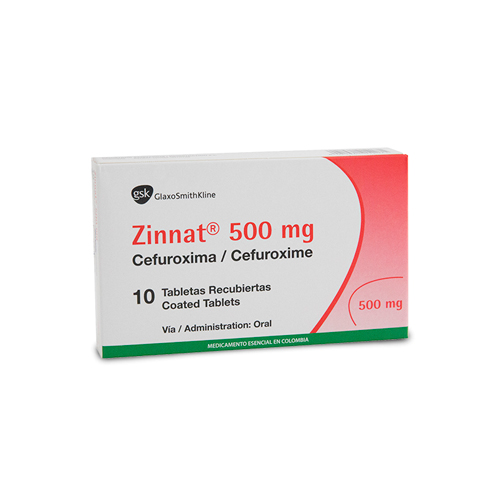 gsk GlaxoSmithKline
Zinnat® 500 mg
Cefuroxima / Cefuroxime
10 Tabletas Recubiertas
Coated Tablets
Vía / Administration: Oral
500 mg
MEDICAMENTO ESENCIAL EN COLOMBIA